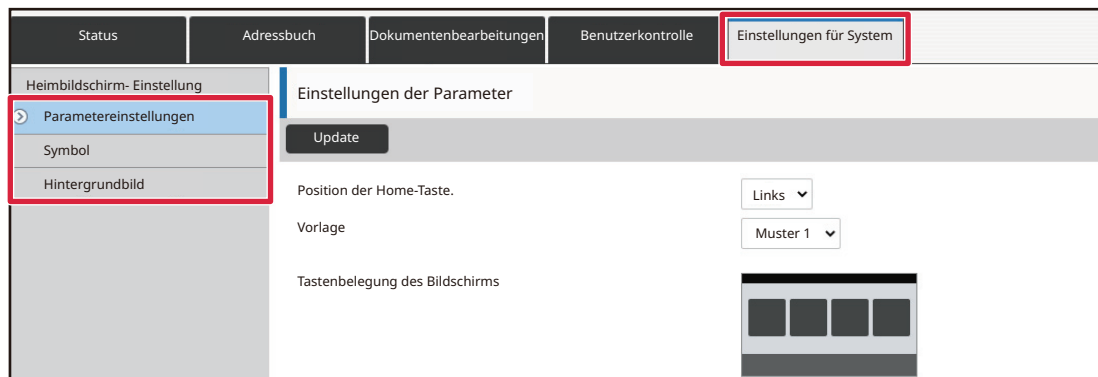 Status
Adressbuch
Dokumentenbearbeitungen
Benutzerkontrolle
Einstellungen für System
Heimbildschirm- Einstellung
Parametereinstellungen
Symbol
Hintergrundbild
Einstellungen der Parameter
Update
Position der Home-Taste.
Links
Vorlage
Muster 1
Tastenbelegung des Bildschirms